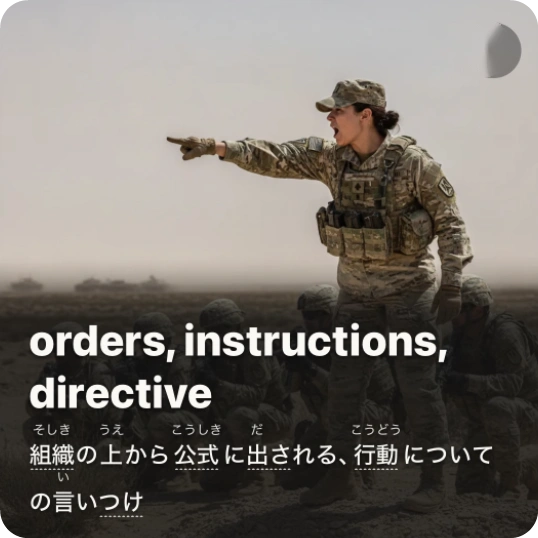 orders, instructions,
directive
そしき うえ こうしき だ こうどう
組織の上から公式に出される、行動について
い
の言いつけ